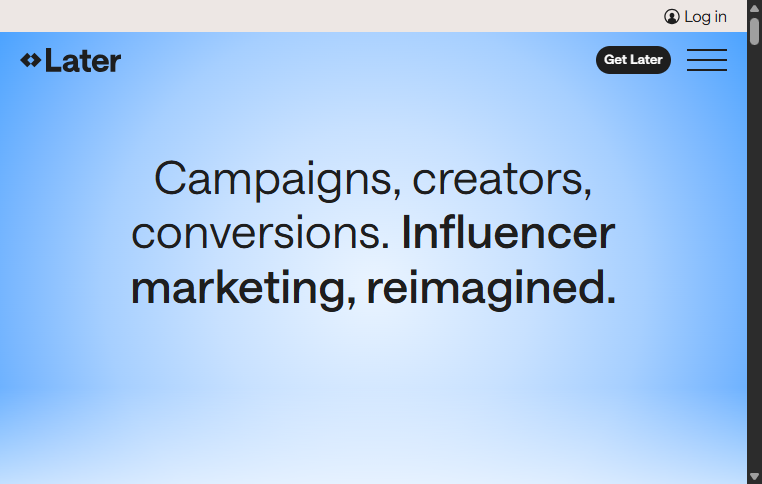 Log in
Later
Get Later
Campaigns, creators,
conversions. Influencer
marketing, reimagined.